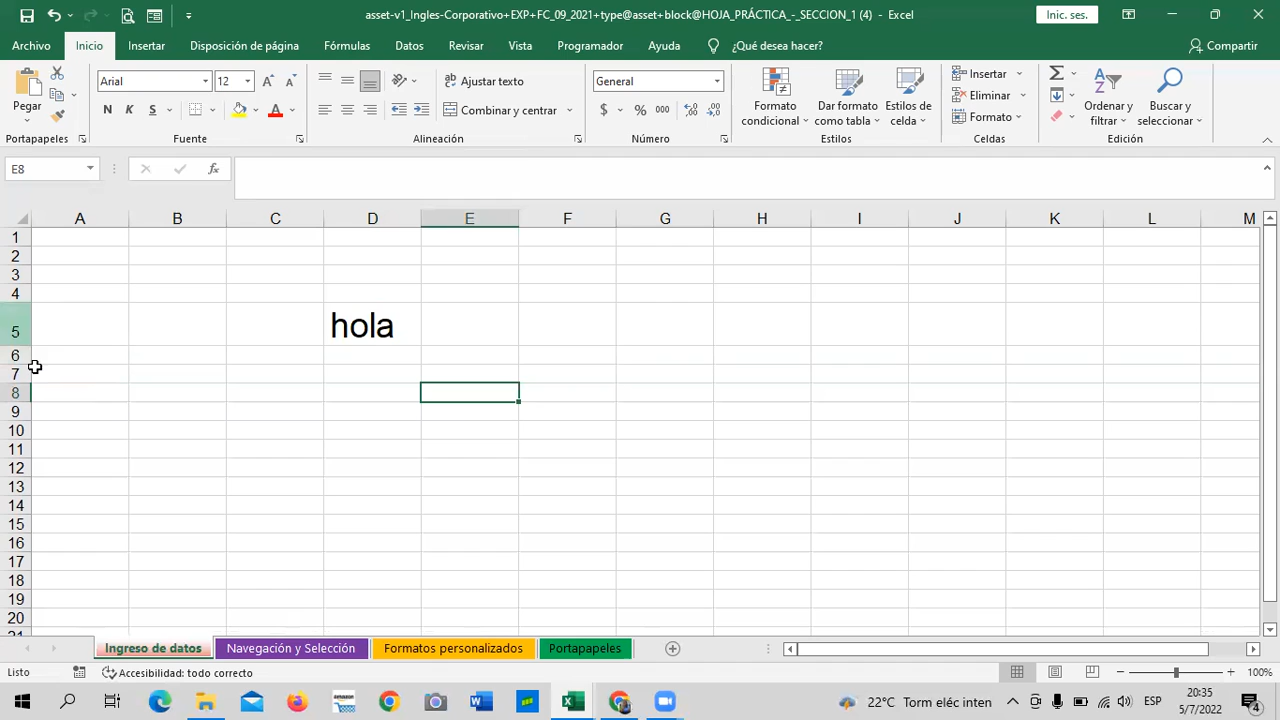 asset-v1_Ingles-Corporativo+EXP+FC_09_2021+type@asset+block@HOJA_PRÁCTICA_-_SECCION_1 (4) - Excel
Inic. ses.
Archivo Inicio Insertar Disposición de página Fórmulas Datos Revisar Vista Programador Ayuda ¿Qué desea hacer? Compartir
Pegar
Portapapeles
Arial 12
N K S
Fuente
Ajustar texto
Combinar y centrar
Alineación
General
$ % 000
Número
Formato condicional
Dar formato como tabla
Estilos de celda
Estilos
Insertar
Eliminar
Formato
Celdas
Ordenar y filtrar
Buscar y seleccionar
Edición
E8 fx
A B C D E F G H I J K L M
1
2
3
4
5 hola
6
7
8
9
10
11
12
13
14
15
16
17
18
19
20
21
Ingreso de datos Navegación y Selección Formatos personalizados Portapapeles
Listo Accesibilidad: todo correcto 100%
22°C Torm eléc inten ESP 20:35
5/7/2022 4